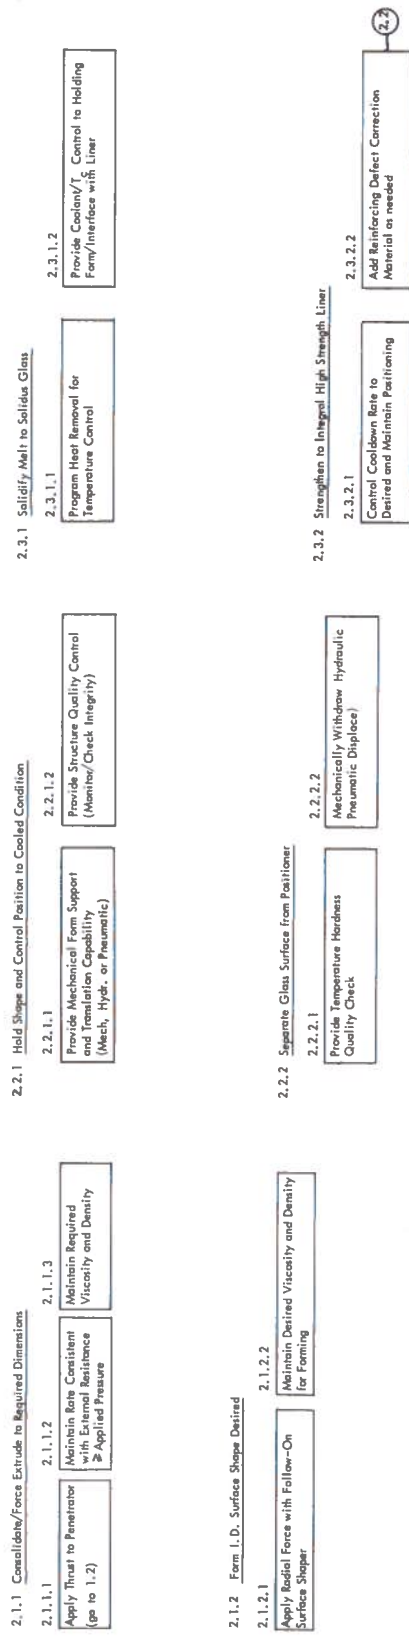 2.1.1 Consolidate/Force Extrude to Required Dimensions
2.1.1.1
Apply Thrust to Penetrator
(go to 1.2)
2.1.1.2
Maintain Rate Consistent
with External Resistance
≥ Applied Pressure
2.1.1.3
Maintain Required
Viscosity and Density
2.1.2 Form I.D. Surface Shape Desired
2.1.2.1
Apply Radial Force with Follow-On
Surface Shaper
2.1.2.2
Maintain Desired Viscosity and Density
for Forming
2.2.1 Hold Shape and Control Position to Cooled Condition
2.2.1.1
Provide Mechanical Form Support
and Translation Capability
(Mech, Hydr. or Pneumatic)
2.2.1.2
Provide Structure Quality Control
(Monitor/Check Integrity)
2.2.2 Separate Glass Surface from Positioner
2.2.2.1
Provide Temperature Hardness
Quality Check
2.2.2.2
Mechanically Withdraw Hydraulic
Pneumatic Displace)
2.3.1 Solidify Melt to Solidus Glass
2.3.1.1
Program Heat Removal for
Temperature Control
2.3.1.2
Provide Coolant/Tc Control to Holding
Form/Interface with Liner
2.3.2 Strengthen to Integral High Strength Liner
2.3.2.1
Control Cooldown Rate to
Desired and Maintain Positioning
2.3.2.2
Add Reinforcing Defect Correction
Material as needed
2.2